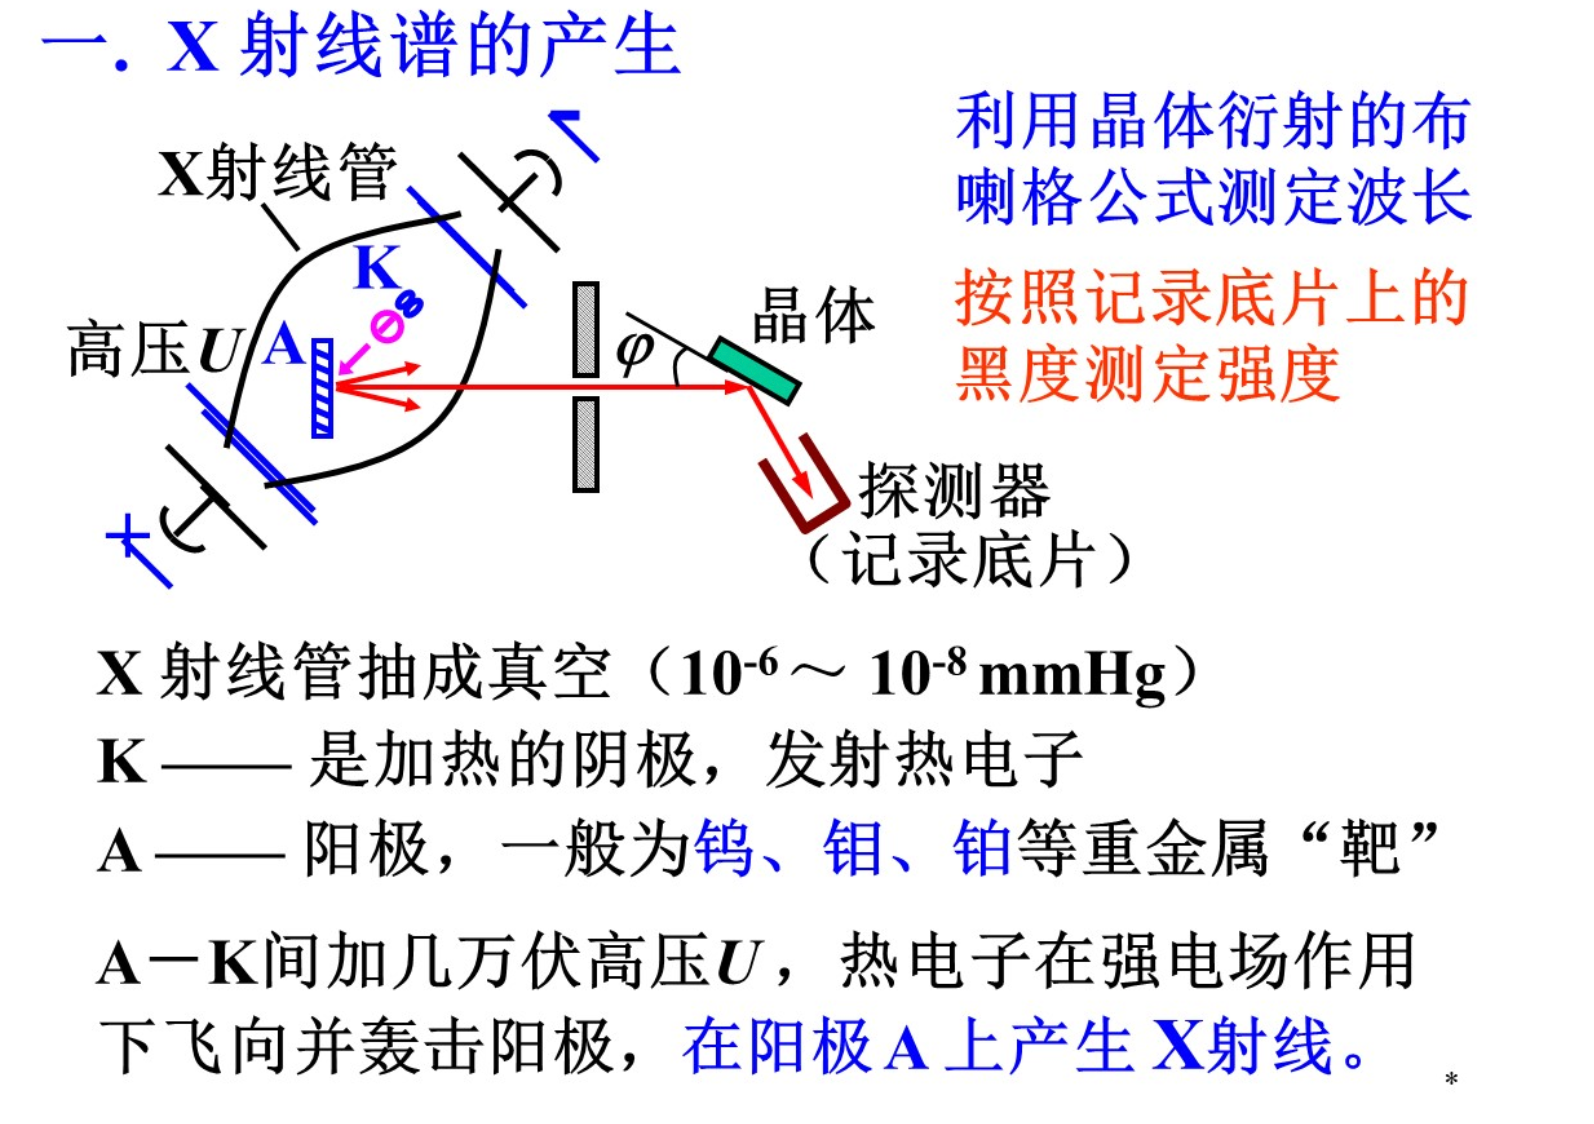 一. X 射线谱的产生
X射线管
K
A
高压U
φ
晶体
探测器
(记录底片)
利用晶体衍射的布
喇格公式测定波长
按照记录底片上的
黑度测定强度
X 射线管抽成真空（10⁻⁶～ 10⁻⁸ mmHg）
K —— 是加热的阴极，发射热电子
A —— 阳极，一般为钨、钼、铂等重金属“靶”
A－K间加几万伏高压U ，热电子在强电场作用
下飞向并轰击阳极，在阳极 A 上产生 X射线。
*